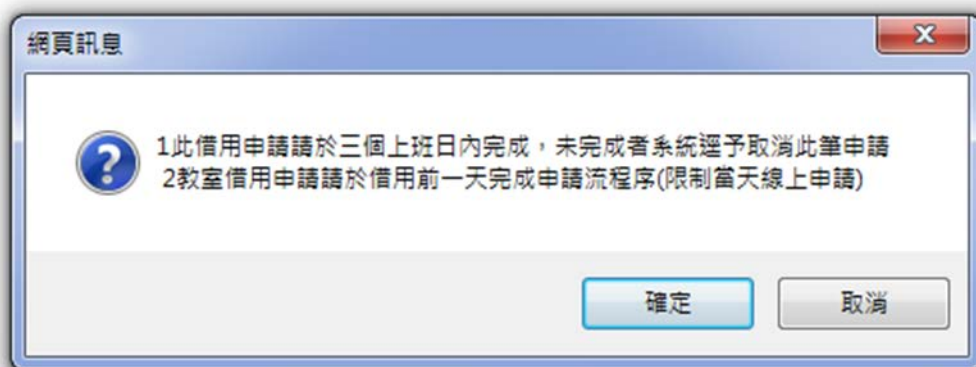 網頁訊息
1此借用申請請於三個上班日內完成，未完成者系統逕予取消此筆申請
2教室借用申請請於借用前一天完成申請流程序(限制當天線上申請)
確定
取消